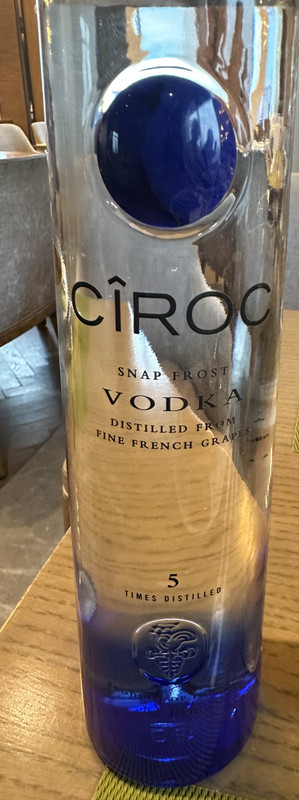 CÎROC
SNAP FROST
VODKA
DISTILLED FROM
FINE FRENCH GRAPES
5
TIMES DISTILLED